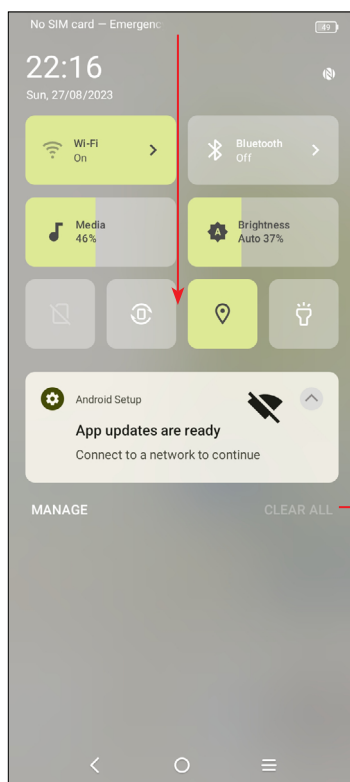 No SIM card — Emergenc
49
22:16
Sun, 27/08/2023
Wi-Fi
On
Bluetooth
Off
Media
46%
A
Brightness
Auto 37%
Android Setup
App updates are ready
Connect to a network to continue
MANAGE
CLEAR ALL